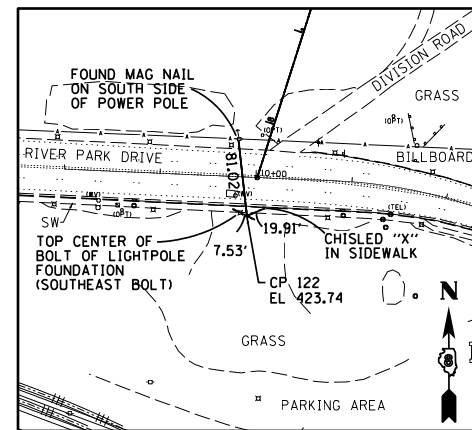 FOUND MAG NAIL
ON SOUTH SIDE
OF POWER POLE
DIVISION ROAD
GRASS
(OPT)
(OPT)
RIVER PARK DRIVE
81.02'
10+00
BILLBOARD
(WV)
(WV)
(OPT)
(TEL)
SW
19.91'
7.53'
TOP CENTER OF
BOLT OF LIGHTPOLE
FOUNDATION
(SOUTHEAST BOLT)
CHISLED "X"
IN SIDEWALK
CP 122
EL 423.74
N
GRASS
PARKING AREA